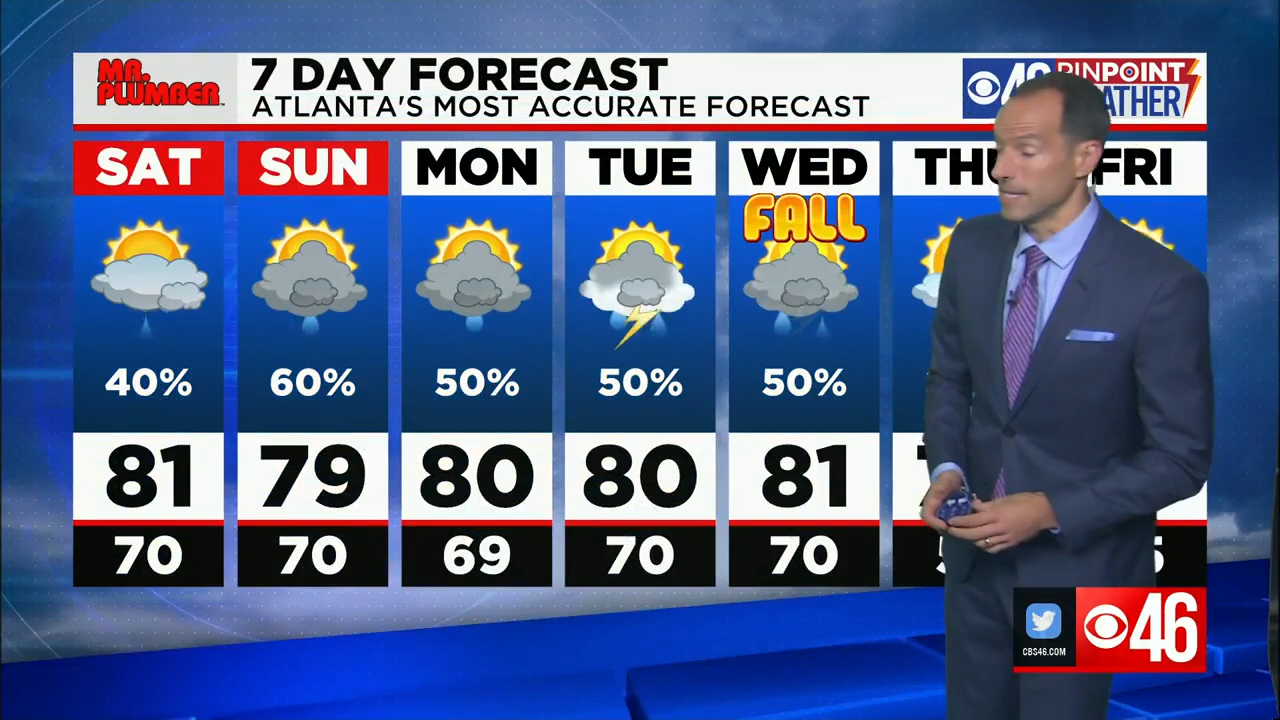 MR. PLUMBER
7 DAY FORECAST
ATLANTA'S MOST ACCURATE FORECAST
PINPOINT
SAT SUN MON TUE WED FRI
FALL
40% 60% 50% 50% 50%
81 79 80 80 81
70 70 69 70 70
CBS46.COM
46